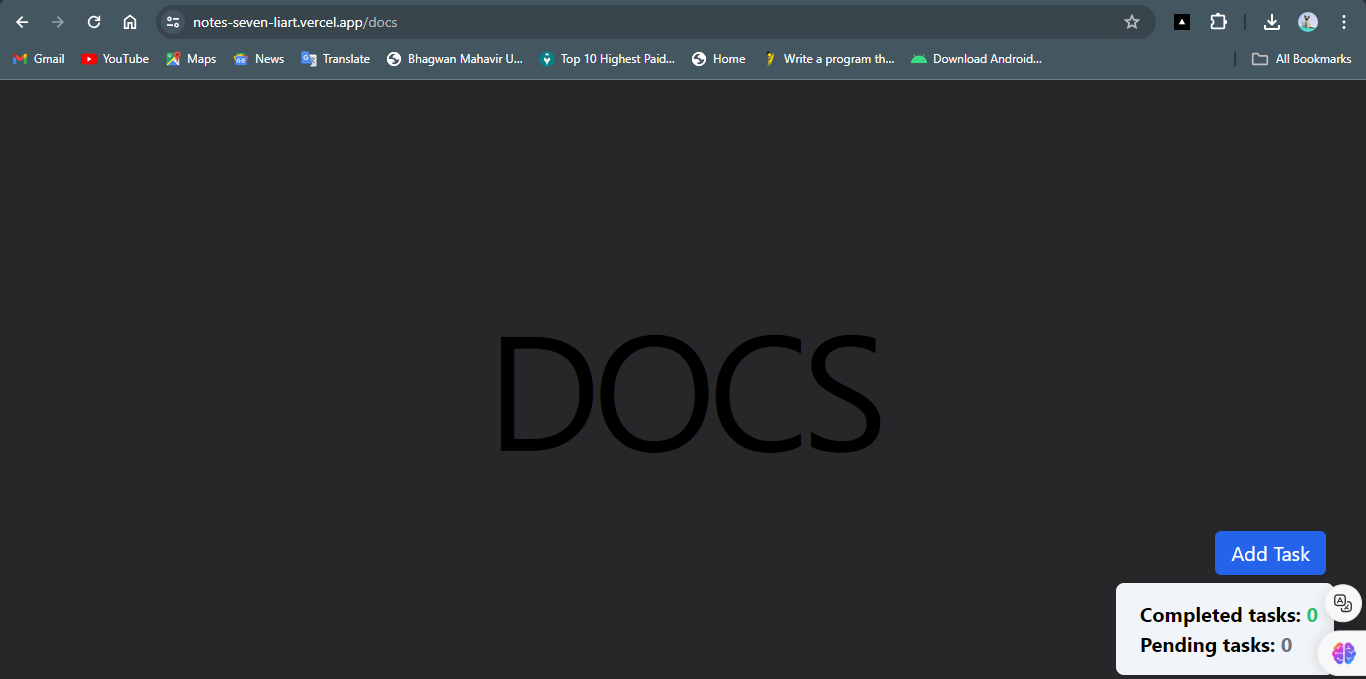 notes-seven-liart.vercel.app/docs
Gmail YouTube Maps News Translate Bhagwan Mahavir U... Top 10 Highest Paid... Home Write a program th... Download Android... All Bookmarks
DOCS
Add Task
Completed tasks: 0
Pending tasks: 0